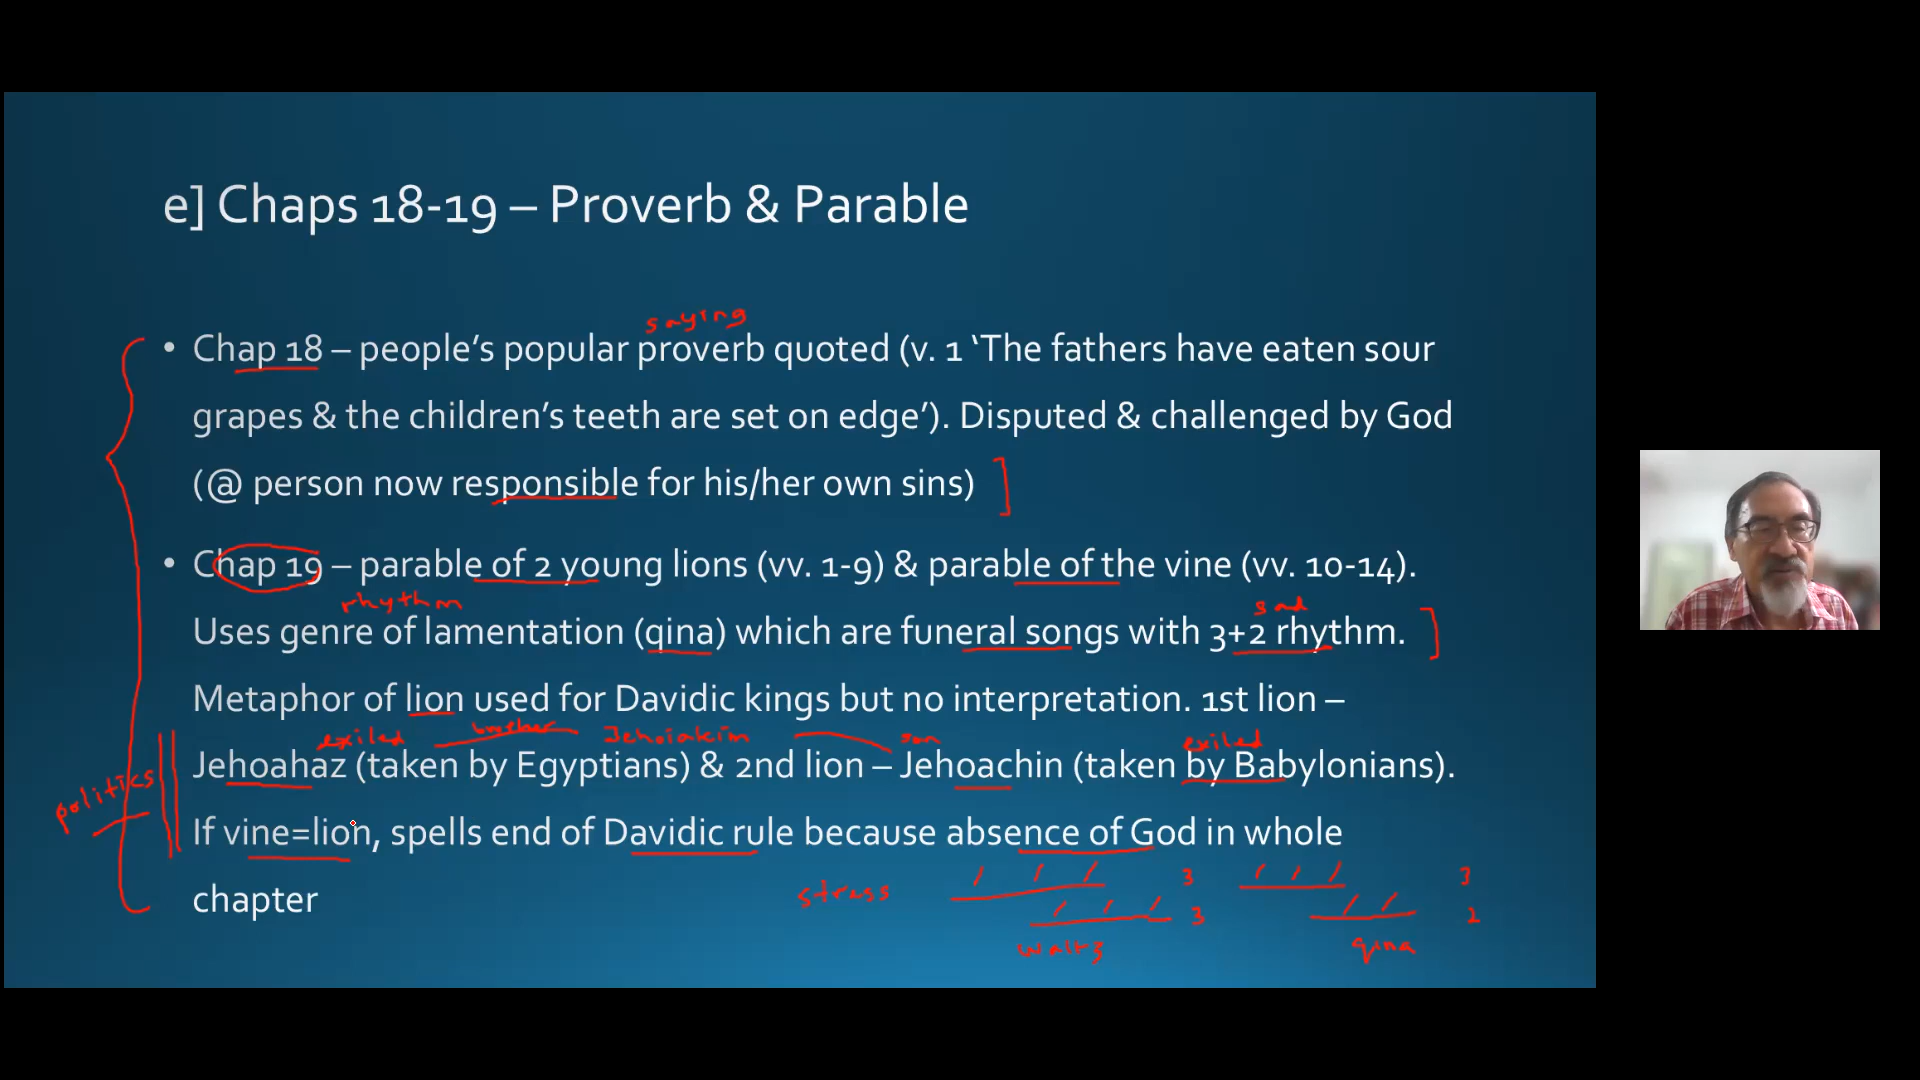 e] Chaps 18-19 – Proverb & Parable
saying
• Chap 18 – people's popular proverb quoted (v. 1 'The fathers have eaten sour
grapes & the children's teeth are set on edge'). Disputed & challenged by God
(@ person now responsible for his/her own sins) ]
• Chap 19 – parable of 2 young lions (vv. 1-9) & parable of the vine (vv. 10-14).
rhythm sad
Uses genre of lamentation (qina) which are funeral songs with 3+2 rhythm. ]
Metaphor of lion used for Davidic kings but no interpretation. 1st lion –
exiled brother Jehoiakim son exiled
Jehoahaz (taken by Egyptians) & 2nd lion – Jehoachin (taken by Babylonians).
politics
If vine=lion, spells end of Davidic rule because absence of God in whole
chapter
stress 3 3
3 2
waltz qina